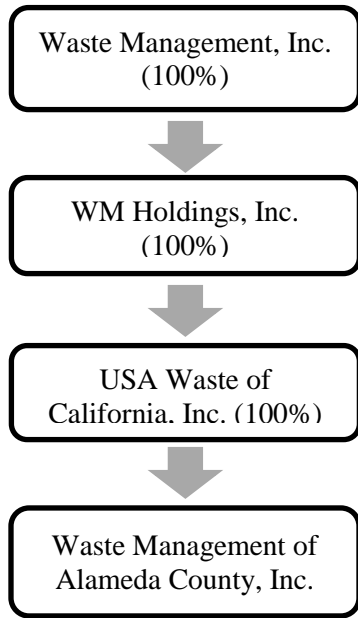 Waste Management, Inc.
(100%)
WM Holdings, Inc.
(100%)
USA Waste of
California, Inc. (100%)
Waste Management of
Alameda County, Inc.